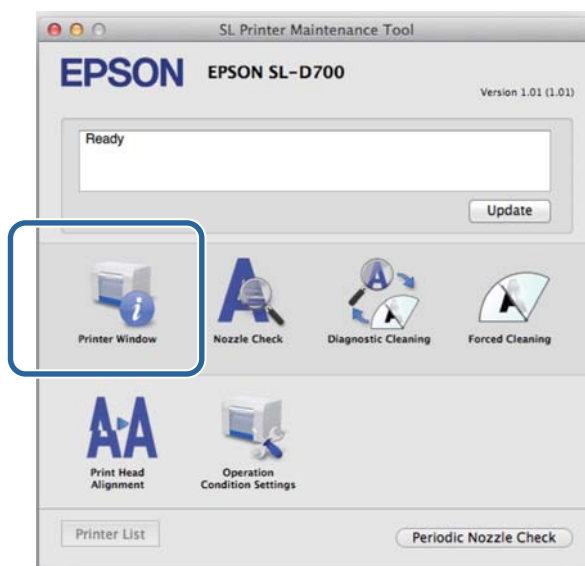 SL Printer Maintenance Tool
EPSON
EPSON SL-D700
Version 1.01 (1.01)
Ready
Update
Printer Window
Nozzle Check
Diagnostic Cleaning
Forced Cleaning
Print Head
Alignment
Operation
Condition Settings
Printer List
Periodic Nozzle Check